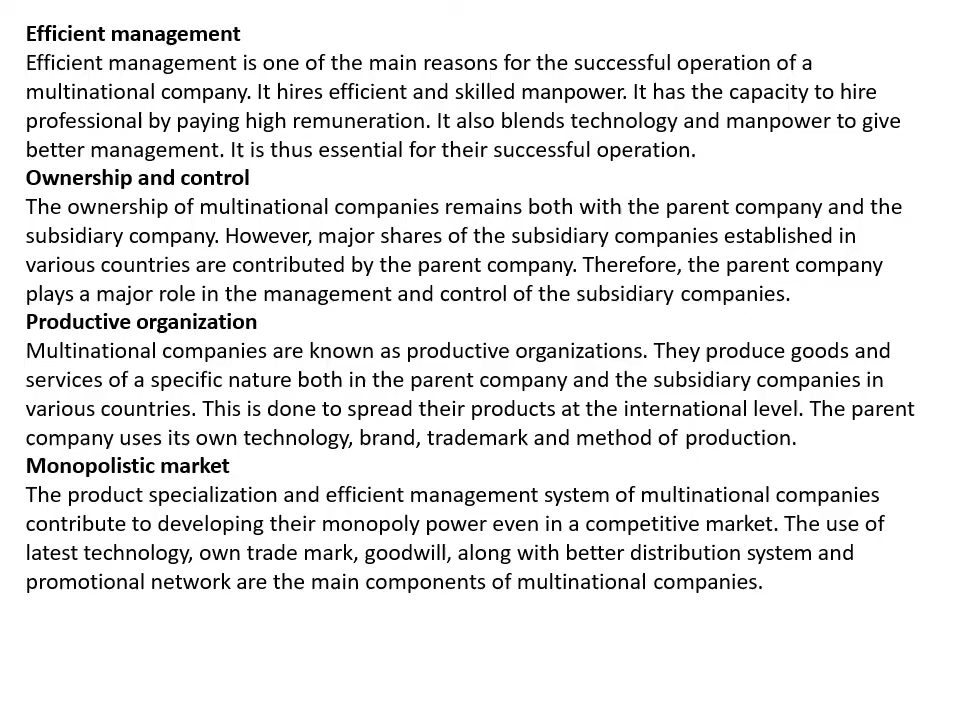 Efficient management
Efficient management is one of the main reasons for the successful operation of a
multinational company. It hires efficient and skilled manpower. It has the capacity to hire
professional by paying high remuneration. It also blends technology and manpower to give
better management. It is thus essential for their successful operation.
Ownership and control
The ownership of multinational companies remains both with the parent company and the
subsidiary company. However, major shares of the subsidiary companies established in
various countries are contributed by the parent company. Therefore, the parent company
plays a major role in the management and control of the subsidiary companies.
Productive organization
Multinational companies are known as productive organizations. They produce goods and
services of a specific nature both in the parent company and the subsidiary companies in
various countries. This is done to spread their products at the international level. The parent
company uses its own technology, brand, trademark and method of production.
Monopolistic market
The product specialization and efficient management system of multinational companies
contribute to developing their monopoly power even in a competitive market. The use of
latest technology, own trade mark, goodwill, along with better distribution system and
promotional network are the main components of multinational companies.